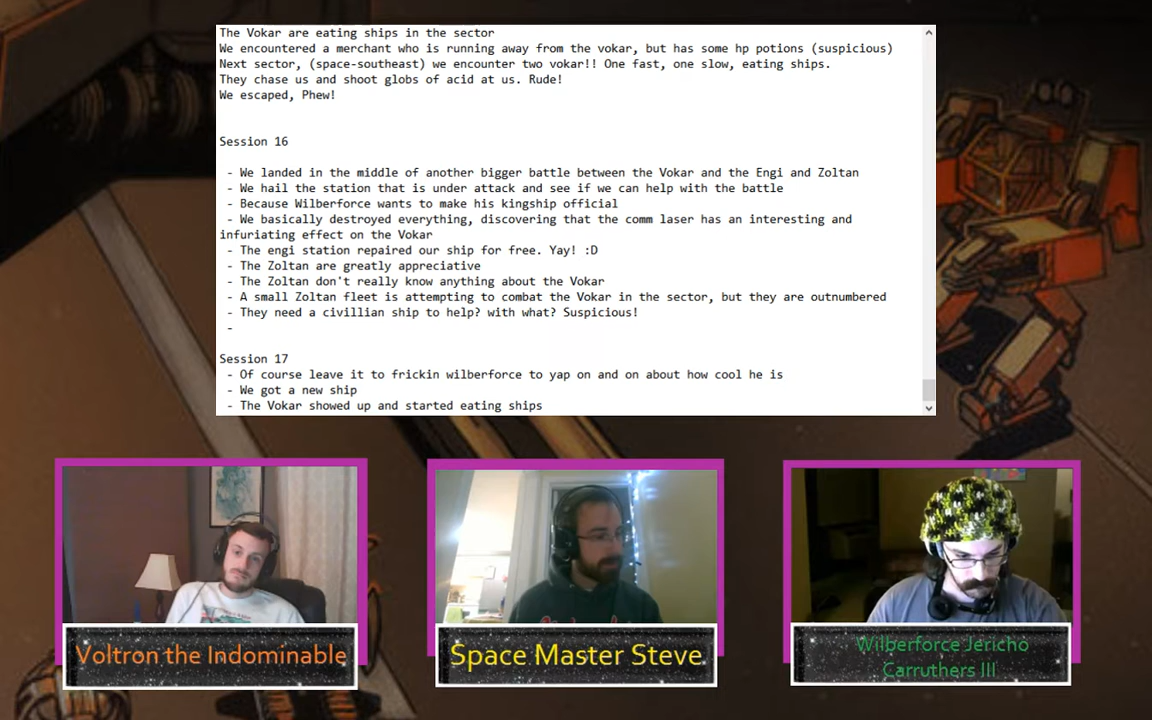 The Vokar are eating ships in the sector
We encountered a merchant who is running away from the vokar, but has some hp potions (suspicious)
Next sector, (space-southeast) we encounter two vokar!! One fast, one slow, eating ships.
They chase us and shoot globs of acid at us. Rude!
We escaped, Phew!
Session 16
- We landed in the middle of another bigger battle between the Vokar and the Engi and Zoltan
- We hail the station that is under attack and see if we can help with the battle
- Because Wilberforce wants to make his kingship official
- We basically destroyed everything, discovering that the comm laser has an interesting and
infuriating effect on the Vokar
- The engi station repaired our ship for free. Yay! :D
- The Zoltan are greatly appreciative
- The Zoltan don't really know anything about the Vokar
- A small Zoltan fleet is attempting to combat the Vokar in the sector, but they are outnumbered
- They need a civillian ship to help? with what? Suspicious!
-
Session 17
- Of course leave it to frickin wilberforce to yap on and on about how cool he is
- We got a new ship
- The Vokar showed up and started eating ships
Voltron the Indominable
Space Master Steve
Wilberforce Jericho
Carruthers III